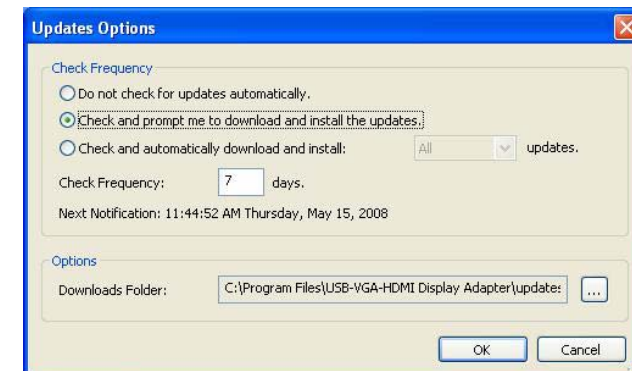 Updates Options
Check Frequency
Do not check for updates automatically.
Check and prompt me to download and install the updates.
Check and automatically download and install: All updates.
Check Frequency: 7 days.
Next Notification: 11:44:52 AM Thursday, May 15, 2008
Options
Downloads Folder: C:\Program Files\USB-VGA-HDMI Display Adapter\updates ...
OK Cancel